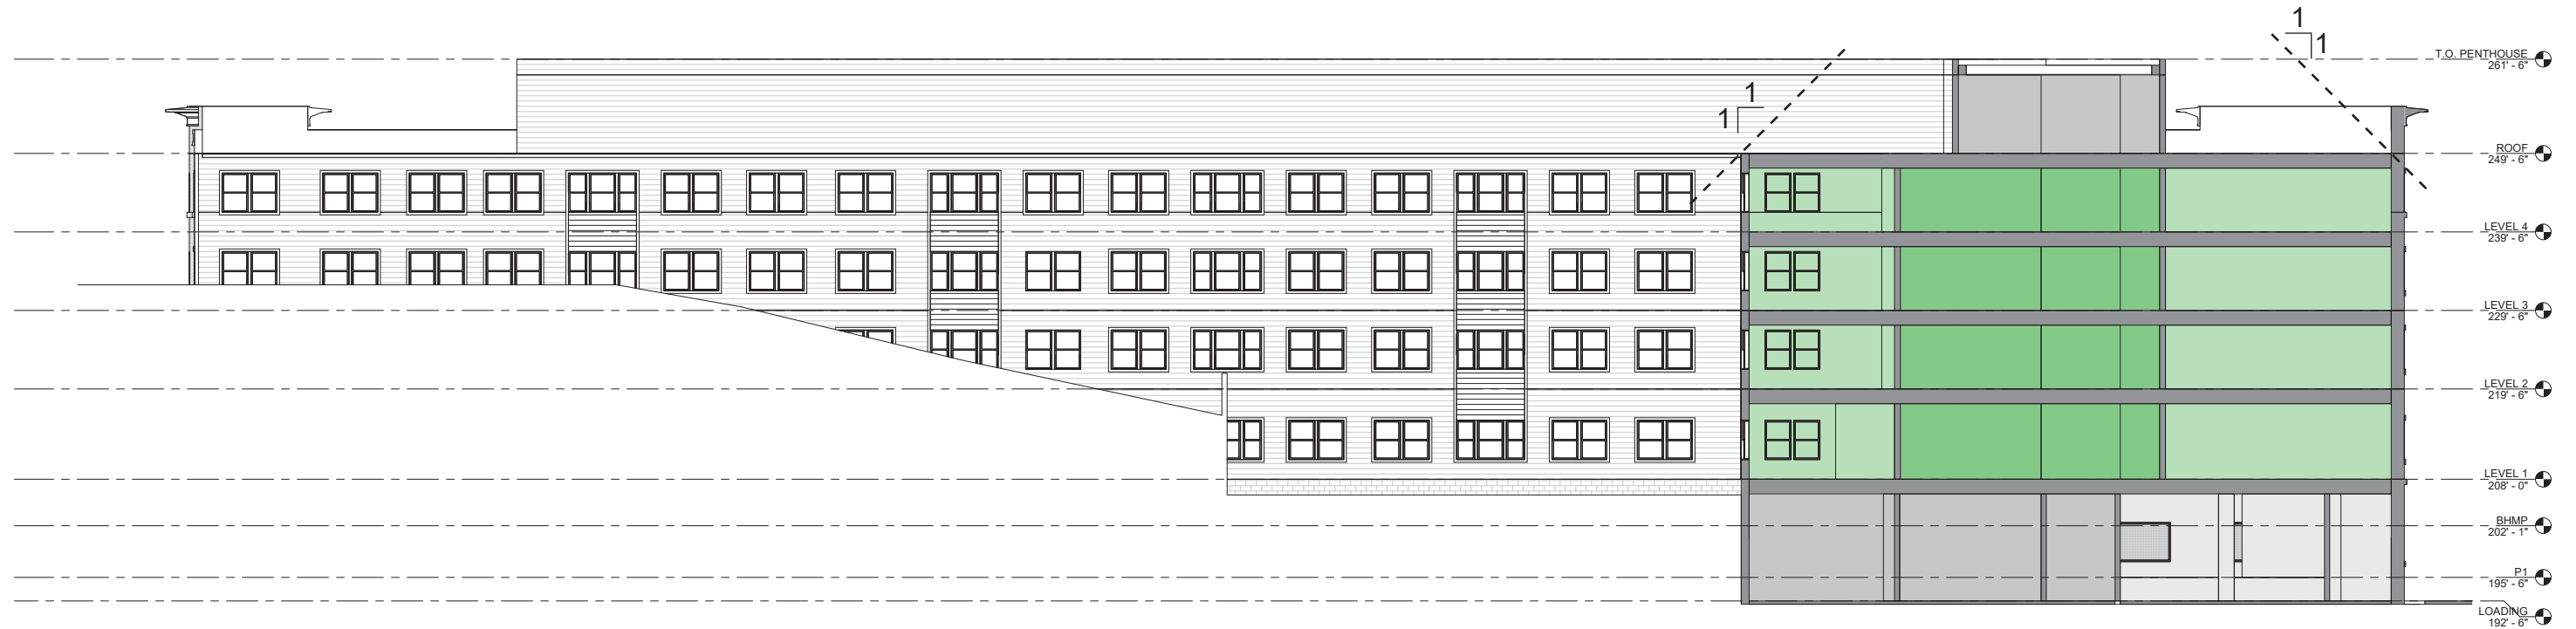 1
1
T.O. PENTHOUSE
261' - 6"
1
1
ROOF
249' - 6"
LEVEL 4
239' - 6"
LEVEL 3
229' - 6"
LEVEL 2
219' - 6"
LEVEL 1
208' - 0"
BHMP
202' - 1"
P1
195' - 6"
LOADING
192' - 6"